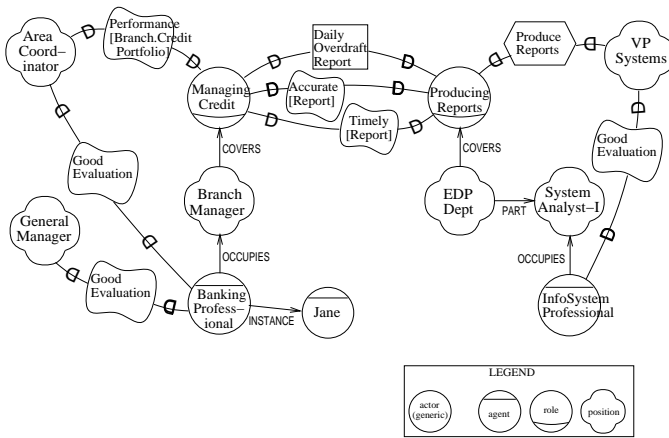 Area
Coord–
inator
Performance
[Branch.Credit
Portfolio]
Daily
Overdraft
Report
Produce
Reports
VP
Systems
Managing
Credit
Accurate
[Report]
Producing
Reports
Timely
[Report]
Good
Evaluation
Good
Evaluation
COVERS
COVERS
General
Manager
Branch
Manager
EDP
Dept
PART
System
Analyst–I
OCCUPIES
OCCUPIES
Good
Evaluation
Banking
Profess–
ional
INSTANCE
Jane
InfoSystem
Professional
LEGEND
actor
(generic)
agent
role
position